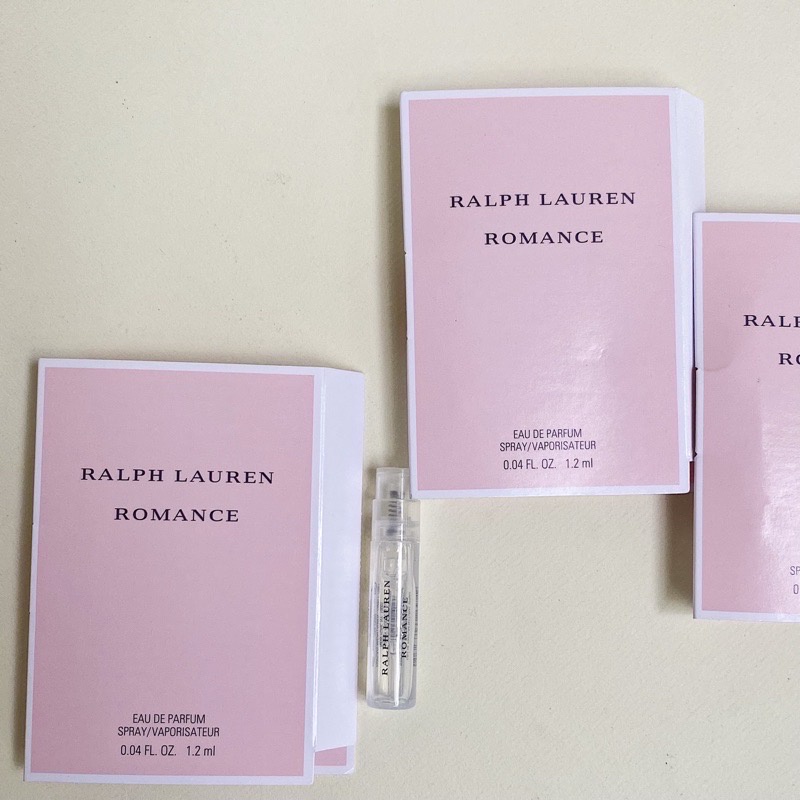 RALPH LAUREN
ROMANCE
EAU DE PARFUM
SPRAY/VAPORISATEUR
0.04 FL. OZ. 1.2 ml
RALPH LAUREN
ROMANCE
EAU DE PARFUM
SPRAY/VAPORISATEUR
0.04 FL. OZ. 1.2 ml
RALPH LAUREN
ROMANCE